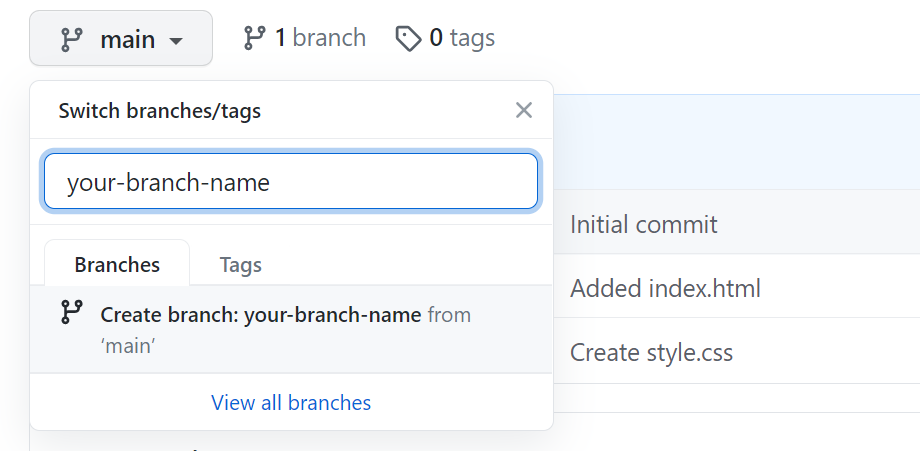 main 1 branch 0 tags
Switch branches/tags
your-branch-name
Branches Tags
Create branch: your-branch-name from
‘main’
View all branches
Initial commit
Added index.html
Create style.css